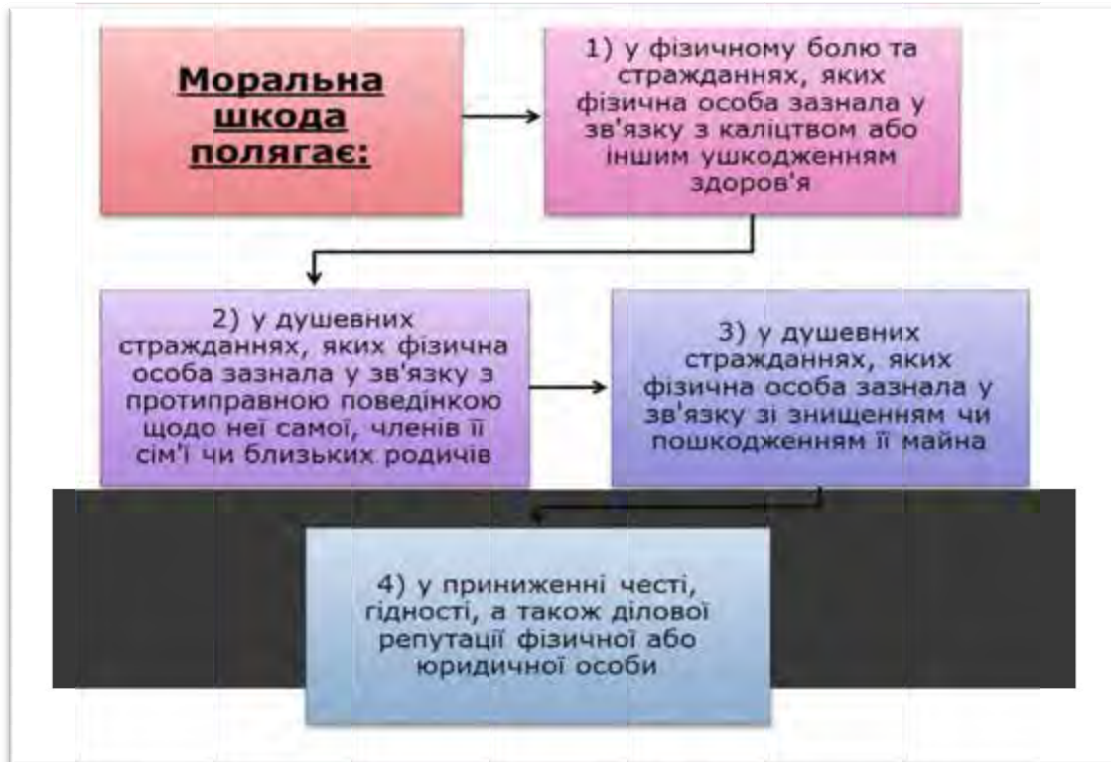 Моральна
шкода
полягає:
1) у фізичному болю та
стражданнях, яких
фізична особа зазнала у
зв'язку з каліцтвом або
іншим ушкодженням
здоров'я
2) у душевних
стражданнях, яких фізична
особа зазнала у зв'язку з
протиправною поведінкою
щодо неї самої, членів її
сім'ї чи близьких родичів
3) у душевних
стражданнях, яких
фізична особа зазнала у
зв'язку зі знищенням чи
пошкодженням її майна
4) у приниженні честі,
гідності, а також ділової
репутації фізичної або
юридичної особи